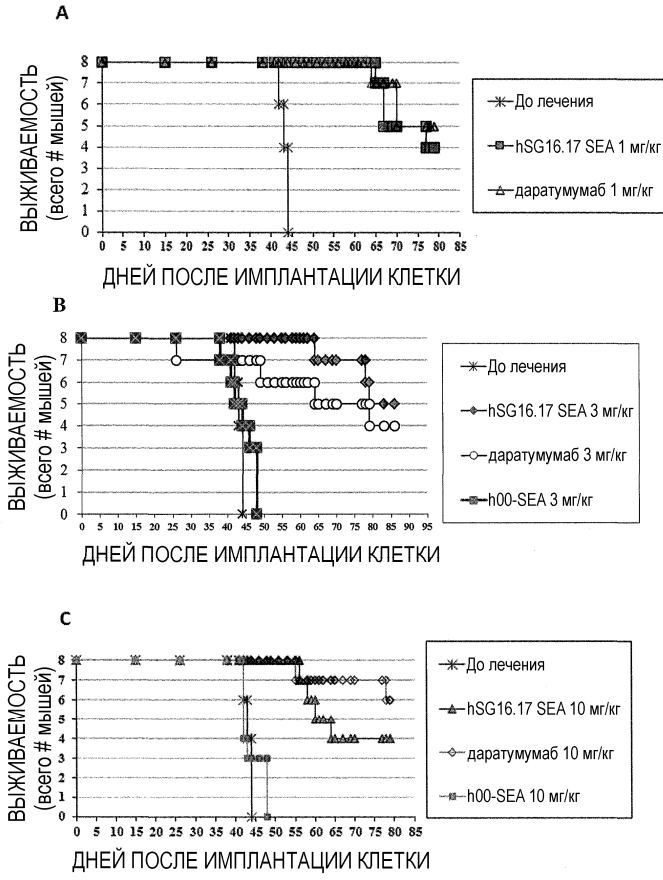 A
ВЫЖИВАЕМОСТЬ
(всего # мышей)
8
7
6
5
4
3
2
1
0
0 5 10 15 20 25 30 35 40 45 50 55 60 65 70 75 80 85
ДНЕЙ ПОСЛЕ ИМПЛАНТАЦИИ КЛЕТКИ
До лечения
hSG16.17 SEA 1 мг/кг
даратумумаб 1 мг/кг
B
ВЫЖИВАЕМОСТЬ
(всего # мышей)
8
7
6
5
4
3
2
1
0
0 5 10 15 20 25 30 35 40 45 50 55 60 65 70 75 80 85 90 95
ДНЕЙ ПОСЛЕ ИМПЛАНТАЦИИ КЛЕТКИ
До лечения
hSG16.17 SEA 3 мг/кг
даратумумаб 3 мг/кг
h00-SEA 3 мг/кг
C
ВЫЖИВАЕМОСТЬ
(всего # мышей)
8
7
6
5
4
3
2
1
0
0 5 10 15 20 25 30 35 40 45 50 55 60 65 70 75 80 85 90
ДНЕЙ ПОСЛЕ ИМПЛАНТАЦИИ КЛЕТКИ
До лечения
hSG16.17 SEA 10 мг/кг
даратумумаб 10 мг/кг
h00-SEA 10 мг/кг